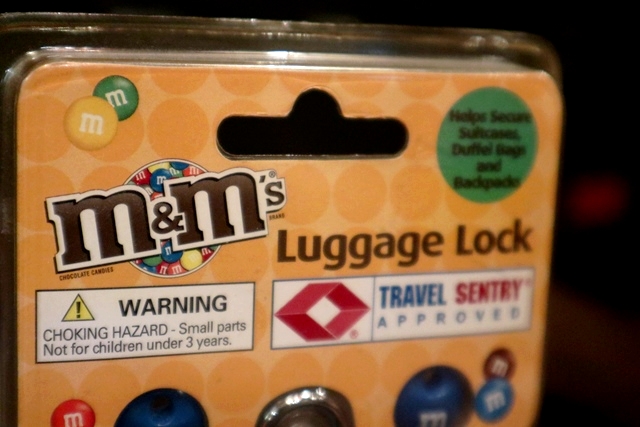 m
m
Helps Secure
Suitcases,
Duffel Bags
and
Backpacks
m&m's®
BRAND
CHOCOLATE CANDIES
Luggage Lock
WARNING
CHOKING HAZARD - Small parts
Not for children under 3 years.
TRAVEL SENTRY®
APPROVED
®
m
m
m
m